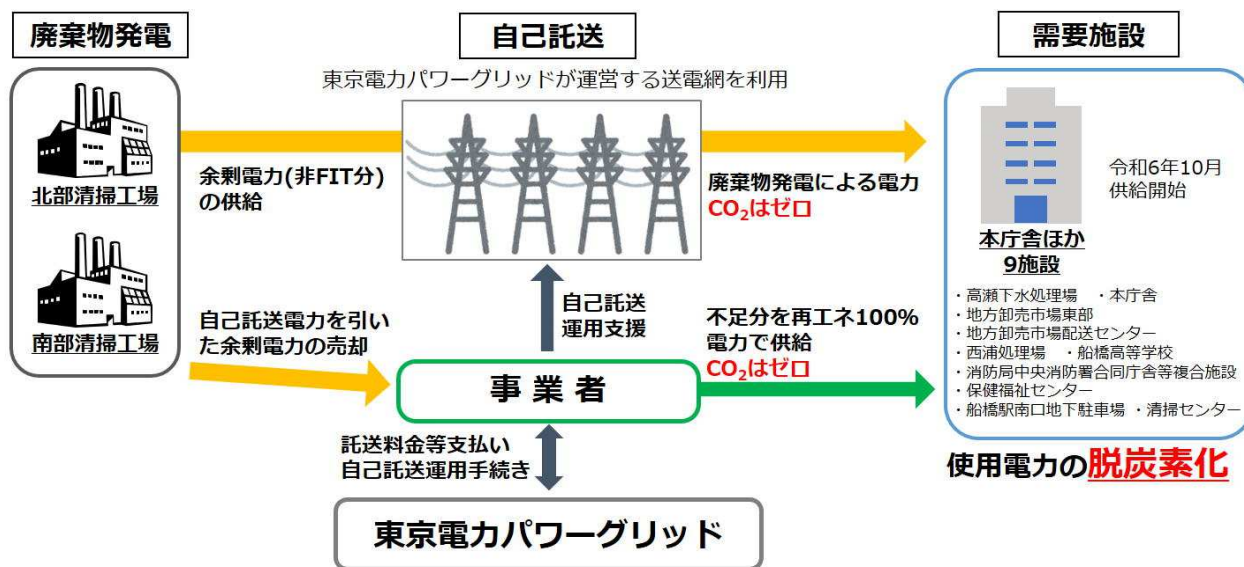 廃棄物発電
自己託送
需要施設
東京電力パワーグリッドが運営する送電網を利用
北部清掃工場
南部清掃工場
余剰電力(非FIT分)
の供給
廃棄物発電による電力
CO₂はゼロ
令和6年10月
供給開始
本庁舎ほか
9施設
・高瀬下水処理場 ・本庁舎
・地方卸売市場東部
・地方卸売市場配送センター
・西浦処理場 ・船橋高等学校
・消防局中央消防署合同庁舎等複合施設
・保健福祉センター
・船橋駅南口地下駐車場 ・清掃センター
自己託送電力を引い
た余剰電力の売却
自己託送
運用支援
不足分を再エネ100%
電力で供給
CO₂はゼロ
事業者
託送料金等支払い
自己託送運用手続き
東京電力パワーグリッド
使用電力の脱炭素化